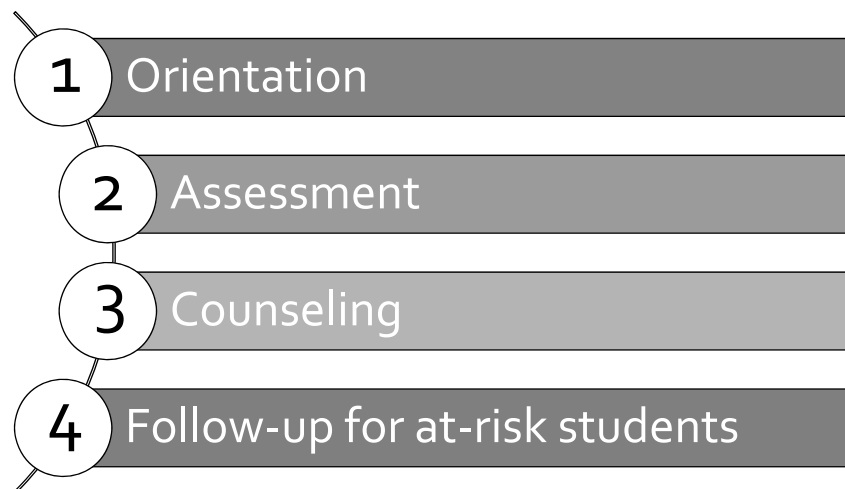 1 Orientation
2 Assessment
3 Counseling
4 Follow-up for at-risk students